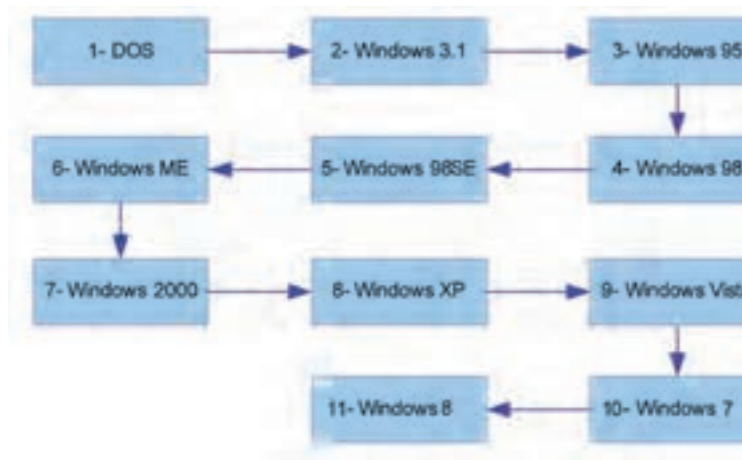 1- DOS
2- Windows 3.1
3- Windows 95
4- Windows 98
5- Windows 98SE
6- Windows ME
7- Windows 2000
8- Windows XP
9- Windows Vist
10- Windows 7
11- Windows 8